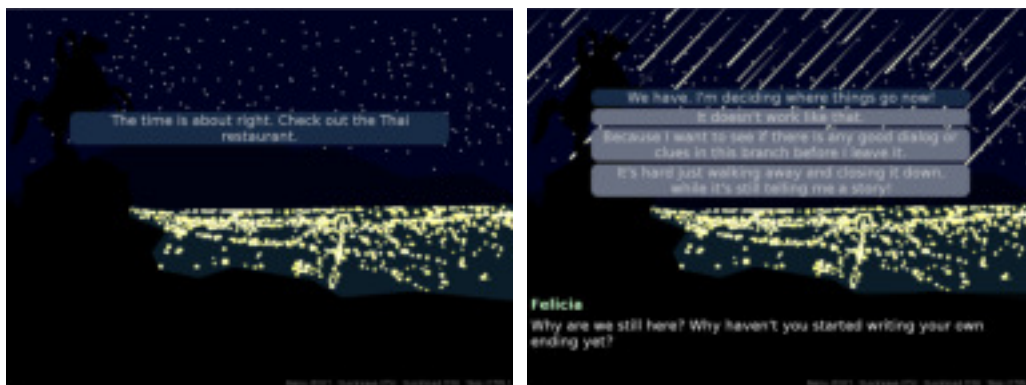 The time is about right. Check out the Thai
restaurant.
We have. I'm deciding where things go now!
It doesn't work like that.
Because I want to see if there is any good dialog or
clues in this branch before I leave it.
It's hard just walking away and closing it down,
while it's still telling me a story!
Felicia
Why are we still here? Why haven't you started writing your own
ending yet?